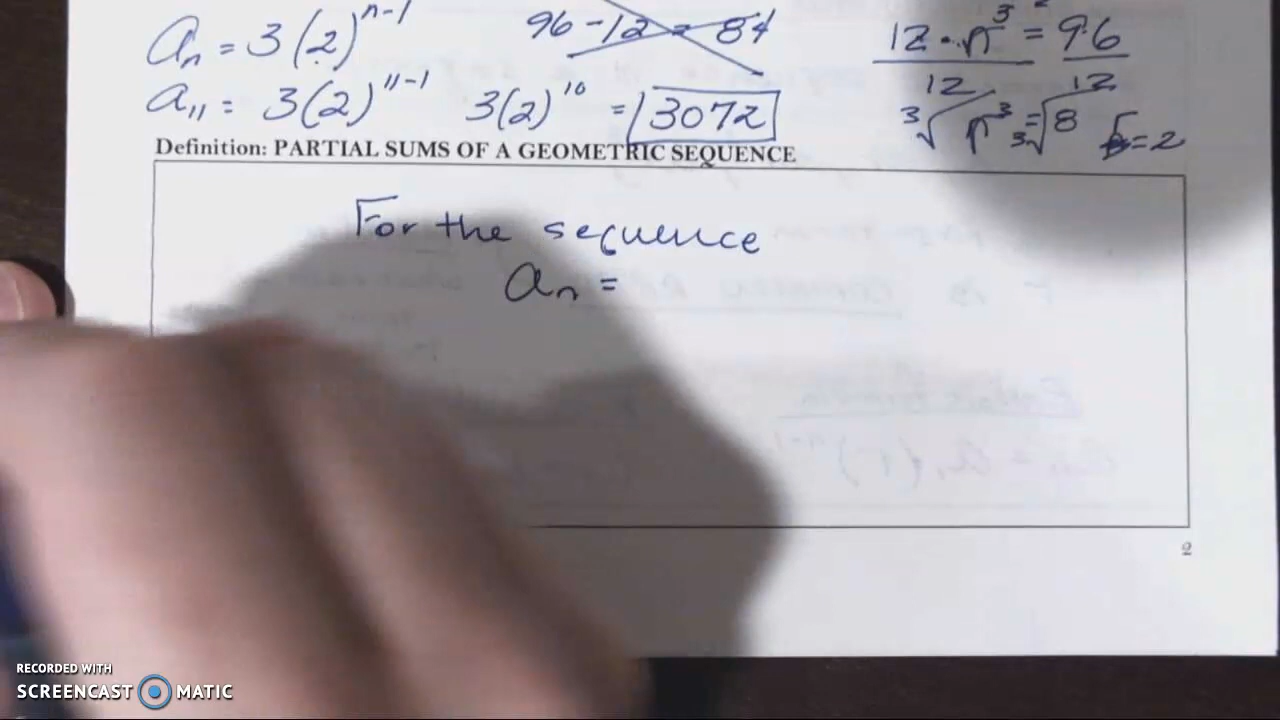 aₙ = 3(2)ⁿ⁻¹ 96 - 12 = 84 12 · r³ = 96
12 12
a₁₁ = 3(2)¹¹⁻¹ 3(2)¹⁰ = 3072 ³√r³ = ³√8 r = 2
Definition: PARTIAL SUMS OF A GEOMETRIC SEQUENCE
For the sequence
aₙ =
2
RECORDED WITH
SCREENCAST MATIC